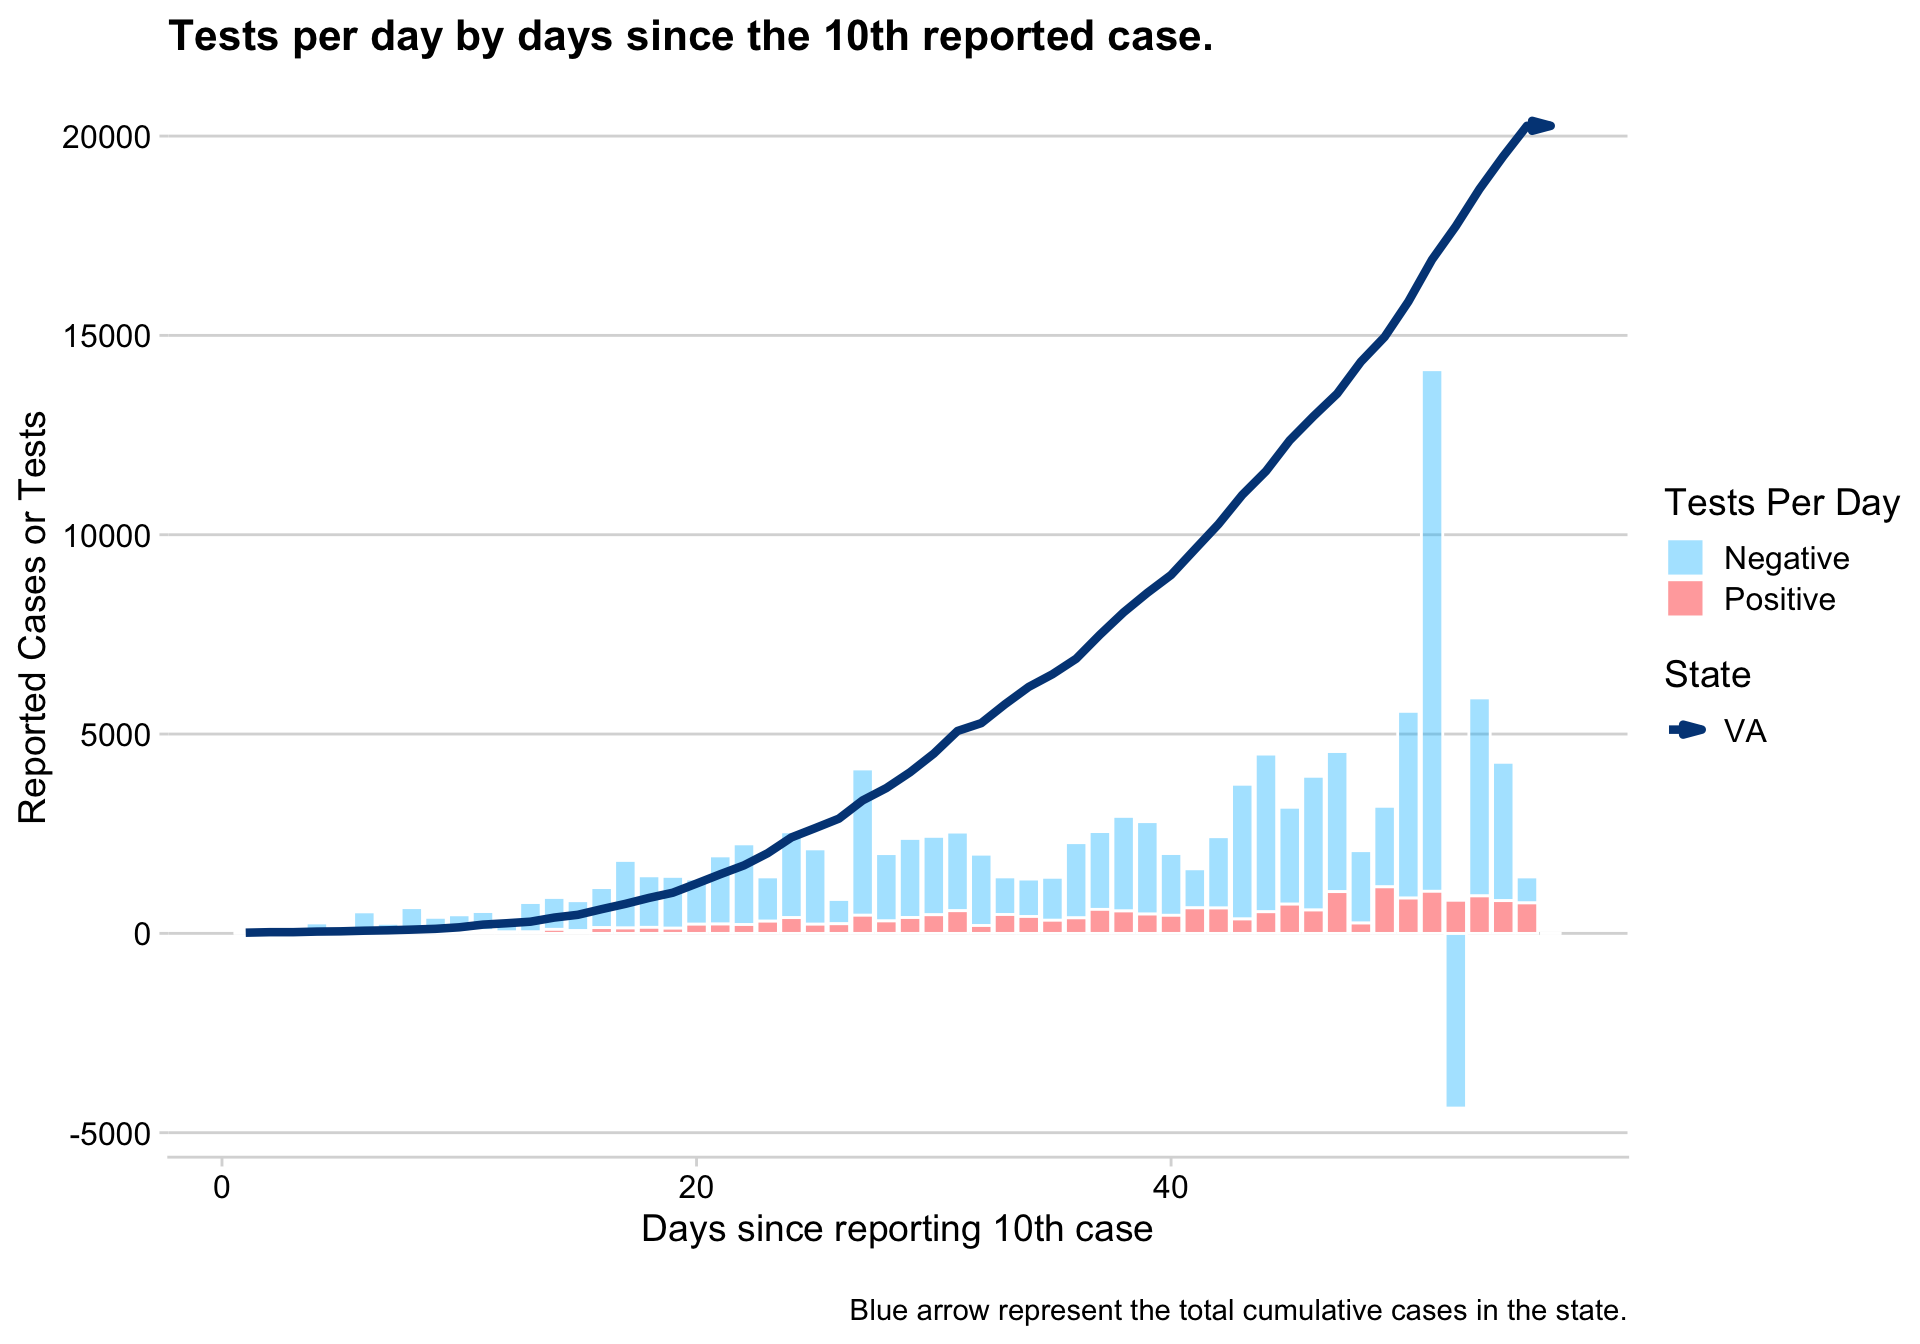 Tests per day by days since the 10th reported case.
20000
15000
10000
5000
0
-5000
Reported Cases or Tests
0 20 40
Days since reporting 10th case
Tests Per Day
Negative
Positive
State
VA
Blue arrow represent the total cumulative cases in the state.